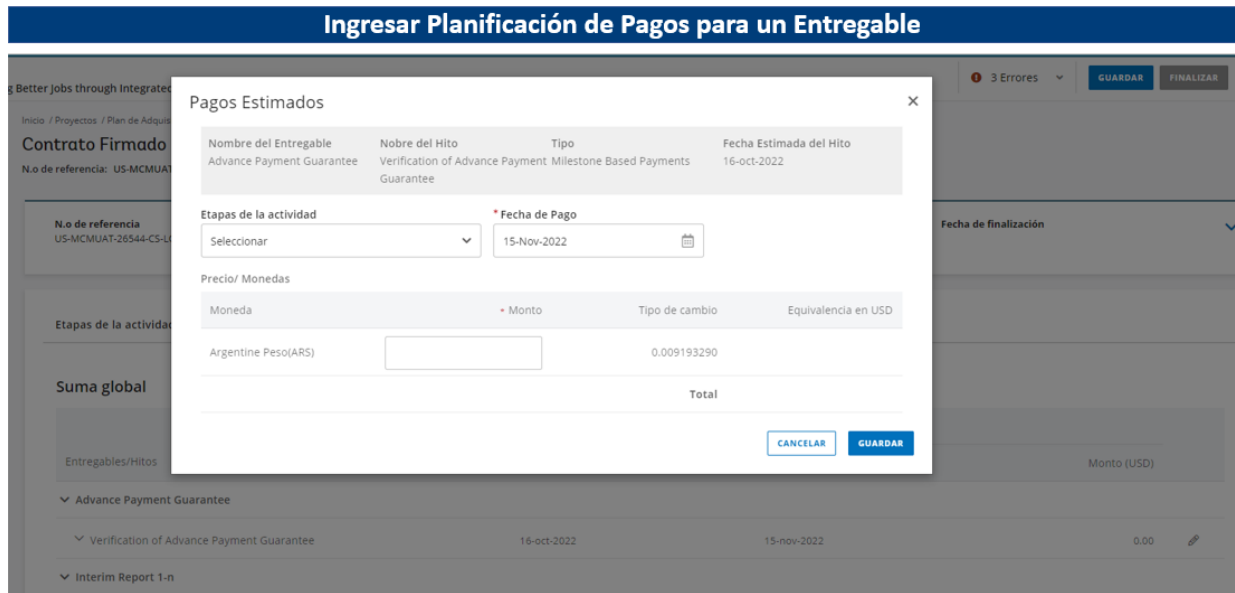 Ingresar Planificación de Pagos para un Entregable
g Better Jobs through Integrated
3 Errores
GUARDAR
FINALIZAR
Pagos Estimados
Inicio / Proyectos / Plan de Adquis
Contrato Firmado
N.o de referencia: US-MCMUAT
Nombre del Entregable
Nobre del Hito
Tipo
Fecha Estimada del Hito
Advance Payment Guarantee
Verification of Advance Payment
Guarantee
Milestone Based Payments
16-oct-2022
Etapas de la actividad
* Fecha de Pago
Seleccionar
15-Nov-2022
N.o de referencia
US-MCMUAT-26544-CS-L
Fecha de finalización
Precio/ Monedas
Moneda
* Monto
Tipo de cambio
Equivalencia en USD
Etapas de la actividad
Argentine Peso(ARS)
0.009193290
Total
Suma global
CANCELAR
GUARDAR
Entregables/Hitos
Monto (USD)
Advance Payment Guarantee
Verification of Advance Payment Guarantee
16-oct-2022
15-nov-2022
0.00
Interim Report 1-n